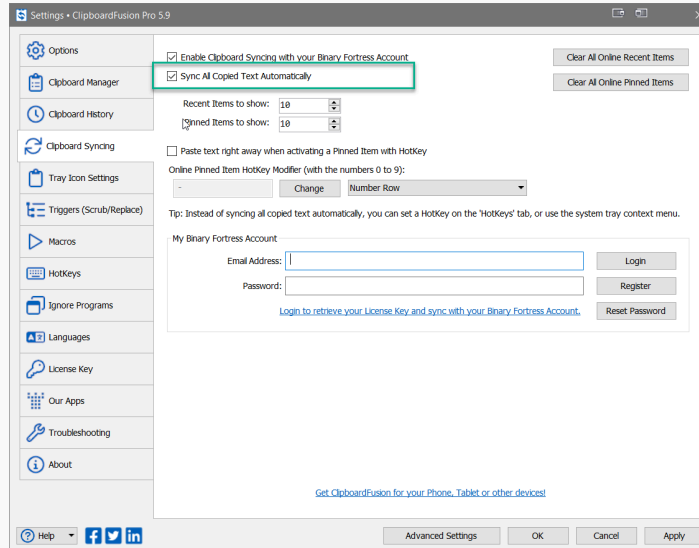 Settings • ClipboardFusion Pro 5.9
Options
Clipboard Manager
Clipboard History
Clipboard Syncing
Tray Icon Settings
Triggers (Scrub/Replace)
Macros
HotKeys
Ignore Programs
Languages
License Key
Our Apps
Troubleshooting
About
Enable Clipboard Syncing with your Binary Fortress Account
Clear All Online Recent Items
Sync All Copied Text Automatically
Clear All Online Pinned Items
Recent Items to show: 10
Pinned Items to show: 10
Paste text right away when activating a Pinned Item with HotKey
Online Pinned Item HotKey Modifier (with the numbers 0 to 9):
- Change Number Row
Tip: Instead of syncing all copied text automatically, you can set a HotKey on the 'HotKeys' tab, or use the system tray context menu.
My Binary Fortress Account
Email Address: Login
Password: Register
Login to retrieve your License Key and sync with your Binary Fortress Account. Reset Password
Get ClipboardFusion for your Phone, Tablet or other devices!
Help Advanced Settings OK Cancel Apply